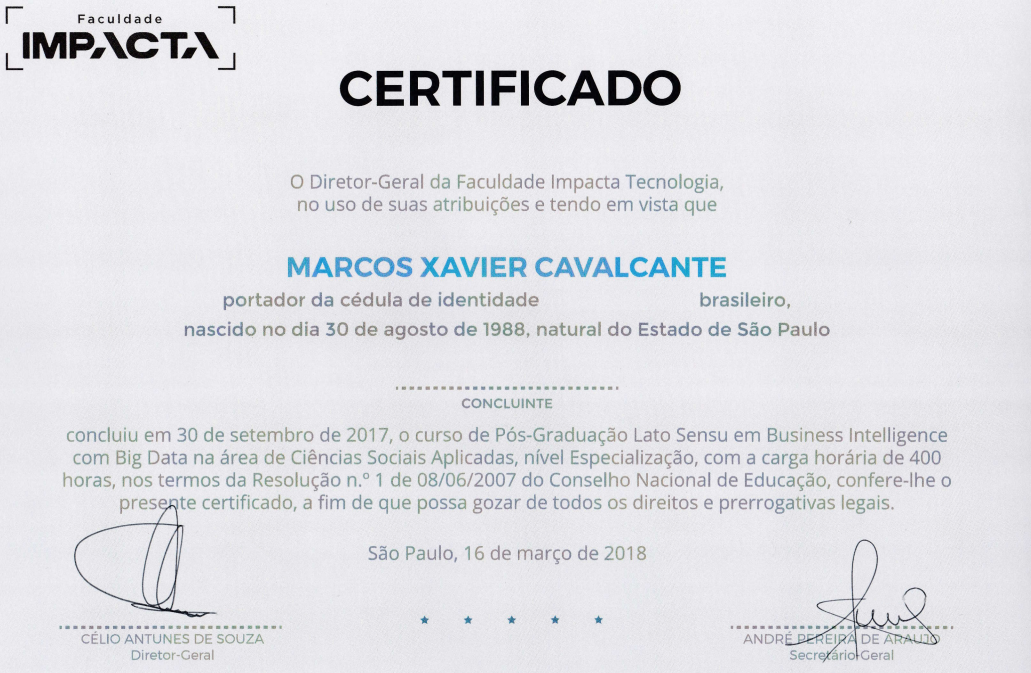 Faculdade
IMPACTA
CERTIFICADO
O Diretor-Geral da Faculdade Impacta Tecnologia,
no uso de suas atribuições e tendo em vista que
MARCOS XAVIER CAVALCANTE
portador da cédula de identidade brasileiro,
nascido no dia 30 de agosto de 1988, natural do Estado de São Paulo
CONCLUINTE
concluiu em 30 de setembro de 2017, o curso de Pós-Graduação Lato Sensu em Business Intelligence
com Big Data na área de Ciências Sociais Aplicadas, nível Especialização, com a carga horária de 400
horas, nos termos da Resolução n.º 1 de 08/06/2007 do Conselho Nacional de Educação, confere-lhe o
presente certificado, a fim de que possa gozar de todos os direitos e prerrogativas legais.
São Paulo, 16 de março de 2018
CÉLIO ANTUNES DE SOUZA
Diretor-Geral
ANDRÉ PEREIRA DE ARAUJO
Secretário-Geral